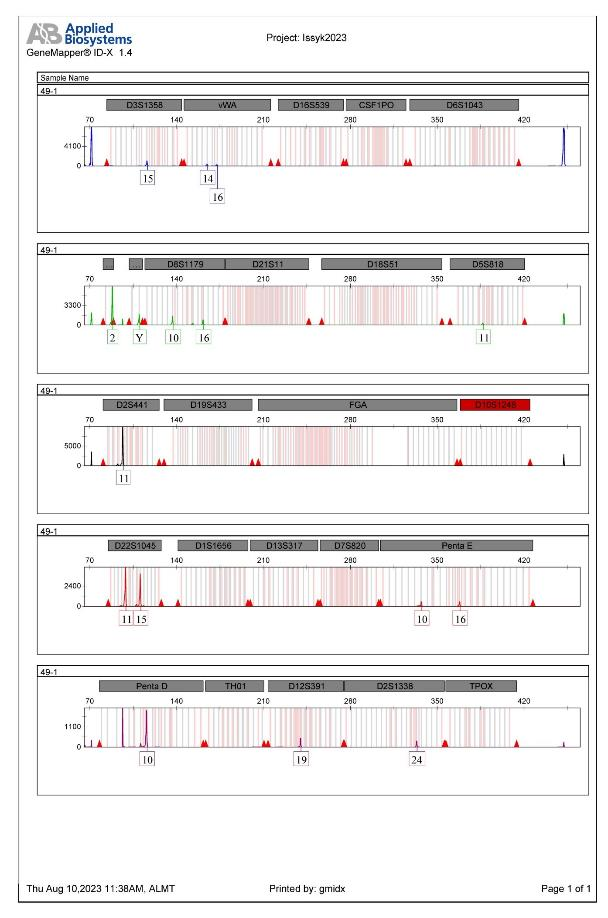 AB Applied
Biosystems
GeneMapper® ID-X 1.4
Project: Issyk2023
Sample Name
49-1
D3S1358 vWA D16S539 CSF1PO D6S1043
70 140 210 280 350 420
4100
0
15 14
16
49-1
... ... D8S1179 D21S11 D18S51 D5S818
70 140 210 280 350 420
3300
0
2 Y 10 16 11
49-1
D2S441 D19S433 FGA D10S1248
70 140 210 280 350 420
5000
0
11
49-1
D22S1045 D1S1656 D13S317 D7S820 Penta E
70 140 210 280 350 420
2400
0
11 15 10 16
49-1
Penta D TH01 D12S391 D2S1338 TPOX
70 140 210 280 350 420
1100
0
10 19 24
Thu Aug 10,2023 11:38AM, ALMT Printed by: gmidx Page 1 of 1